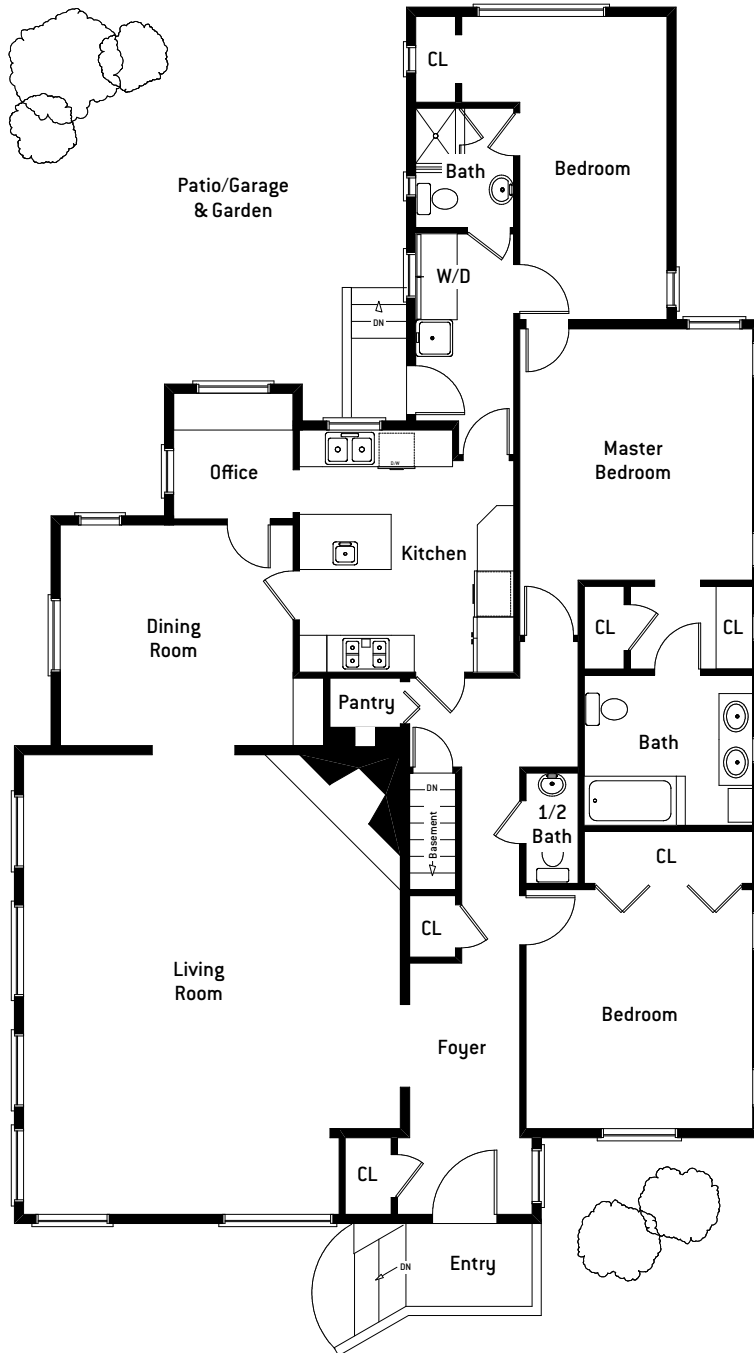 CL
Bath
Bedroom
Patio/Garage
& Garden
W/D
DN
Master
Bedroom
Office
D/W
Kitchen
Dining
Room
CL
CL
Pantry
Bath
DN
Basement
1/2
Bath
CL
CL
Living
Room
Bedroom
Foyer
CL
Entry
DN